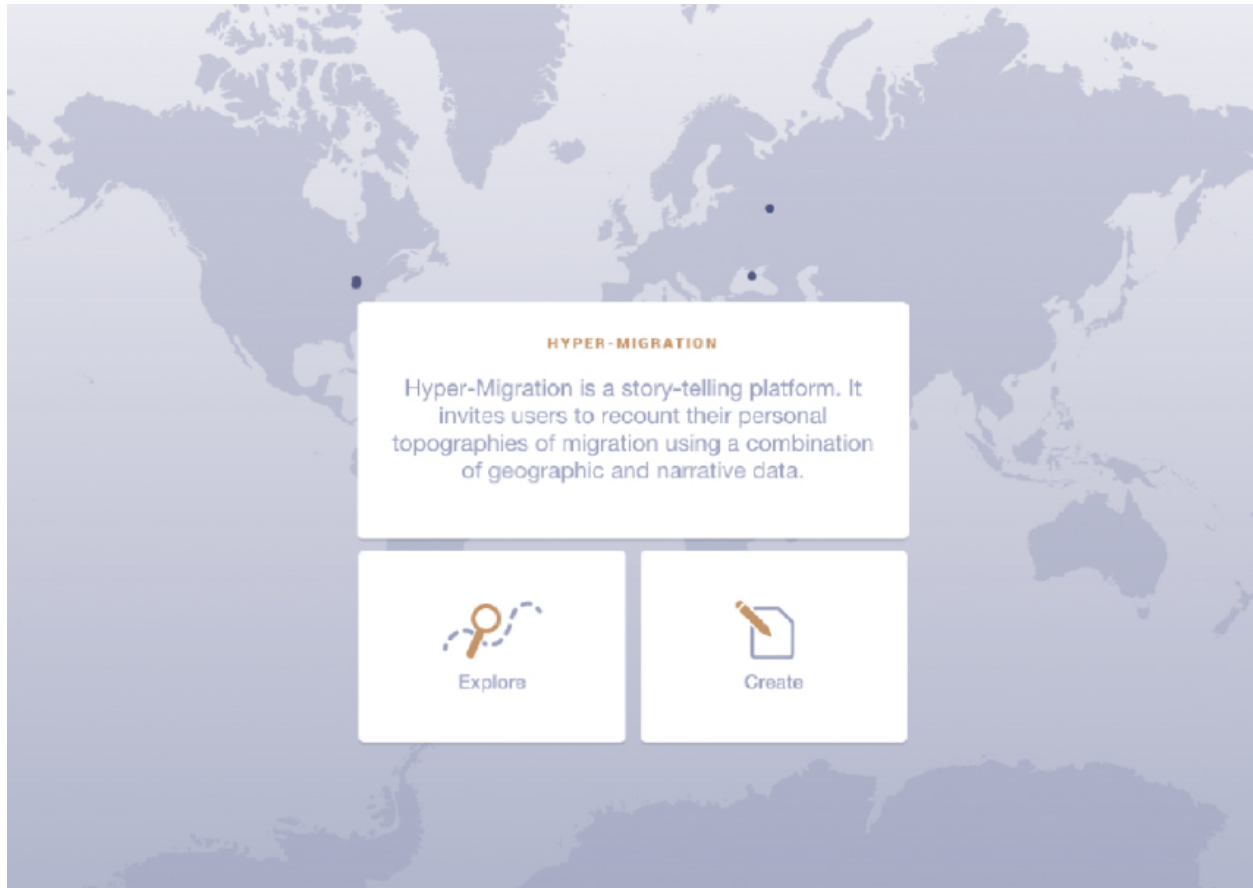 HYPER-MIGRATION
Hyper-Migration is a story-telling platform. It
invites users to recount their personal
topographies of migration using a combination
of geographic and narrative data.
Explore
Create